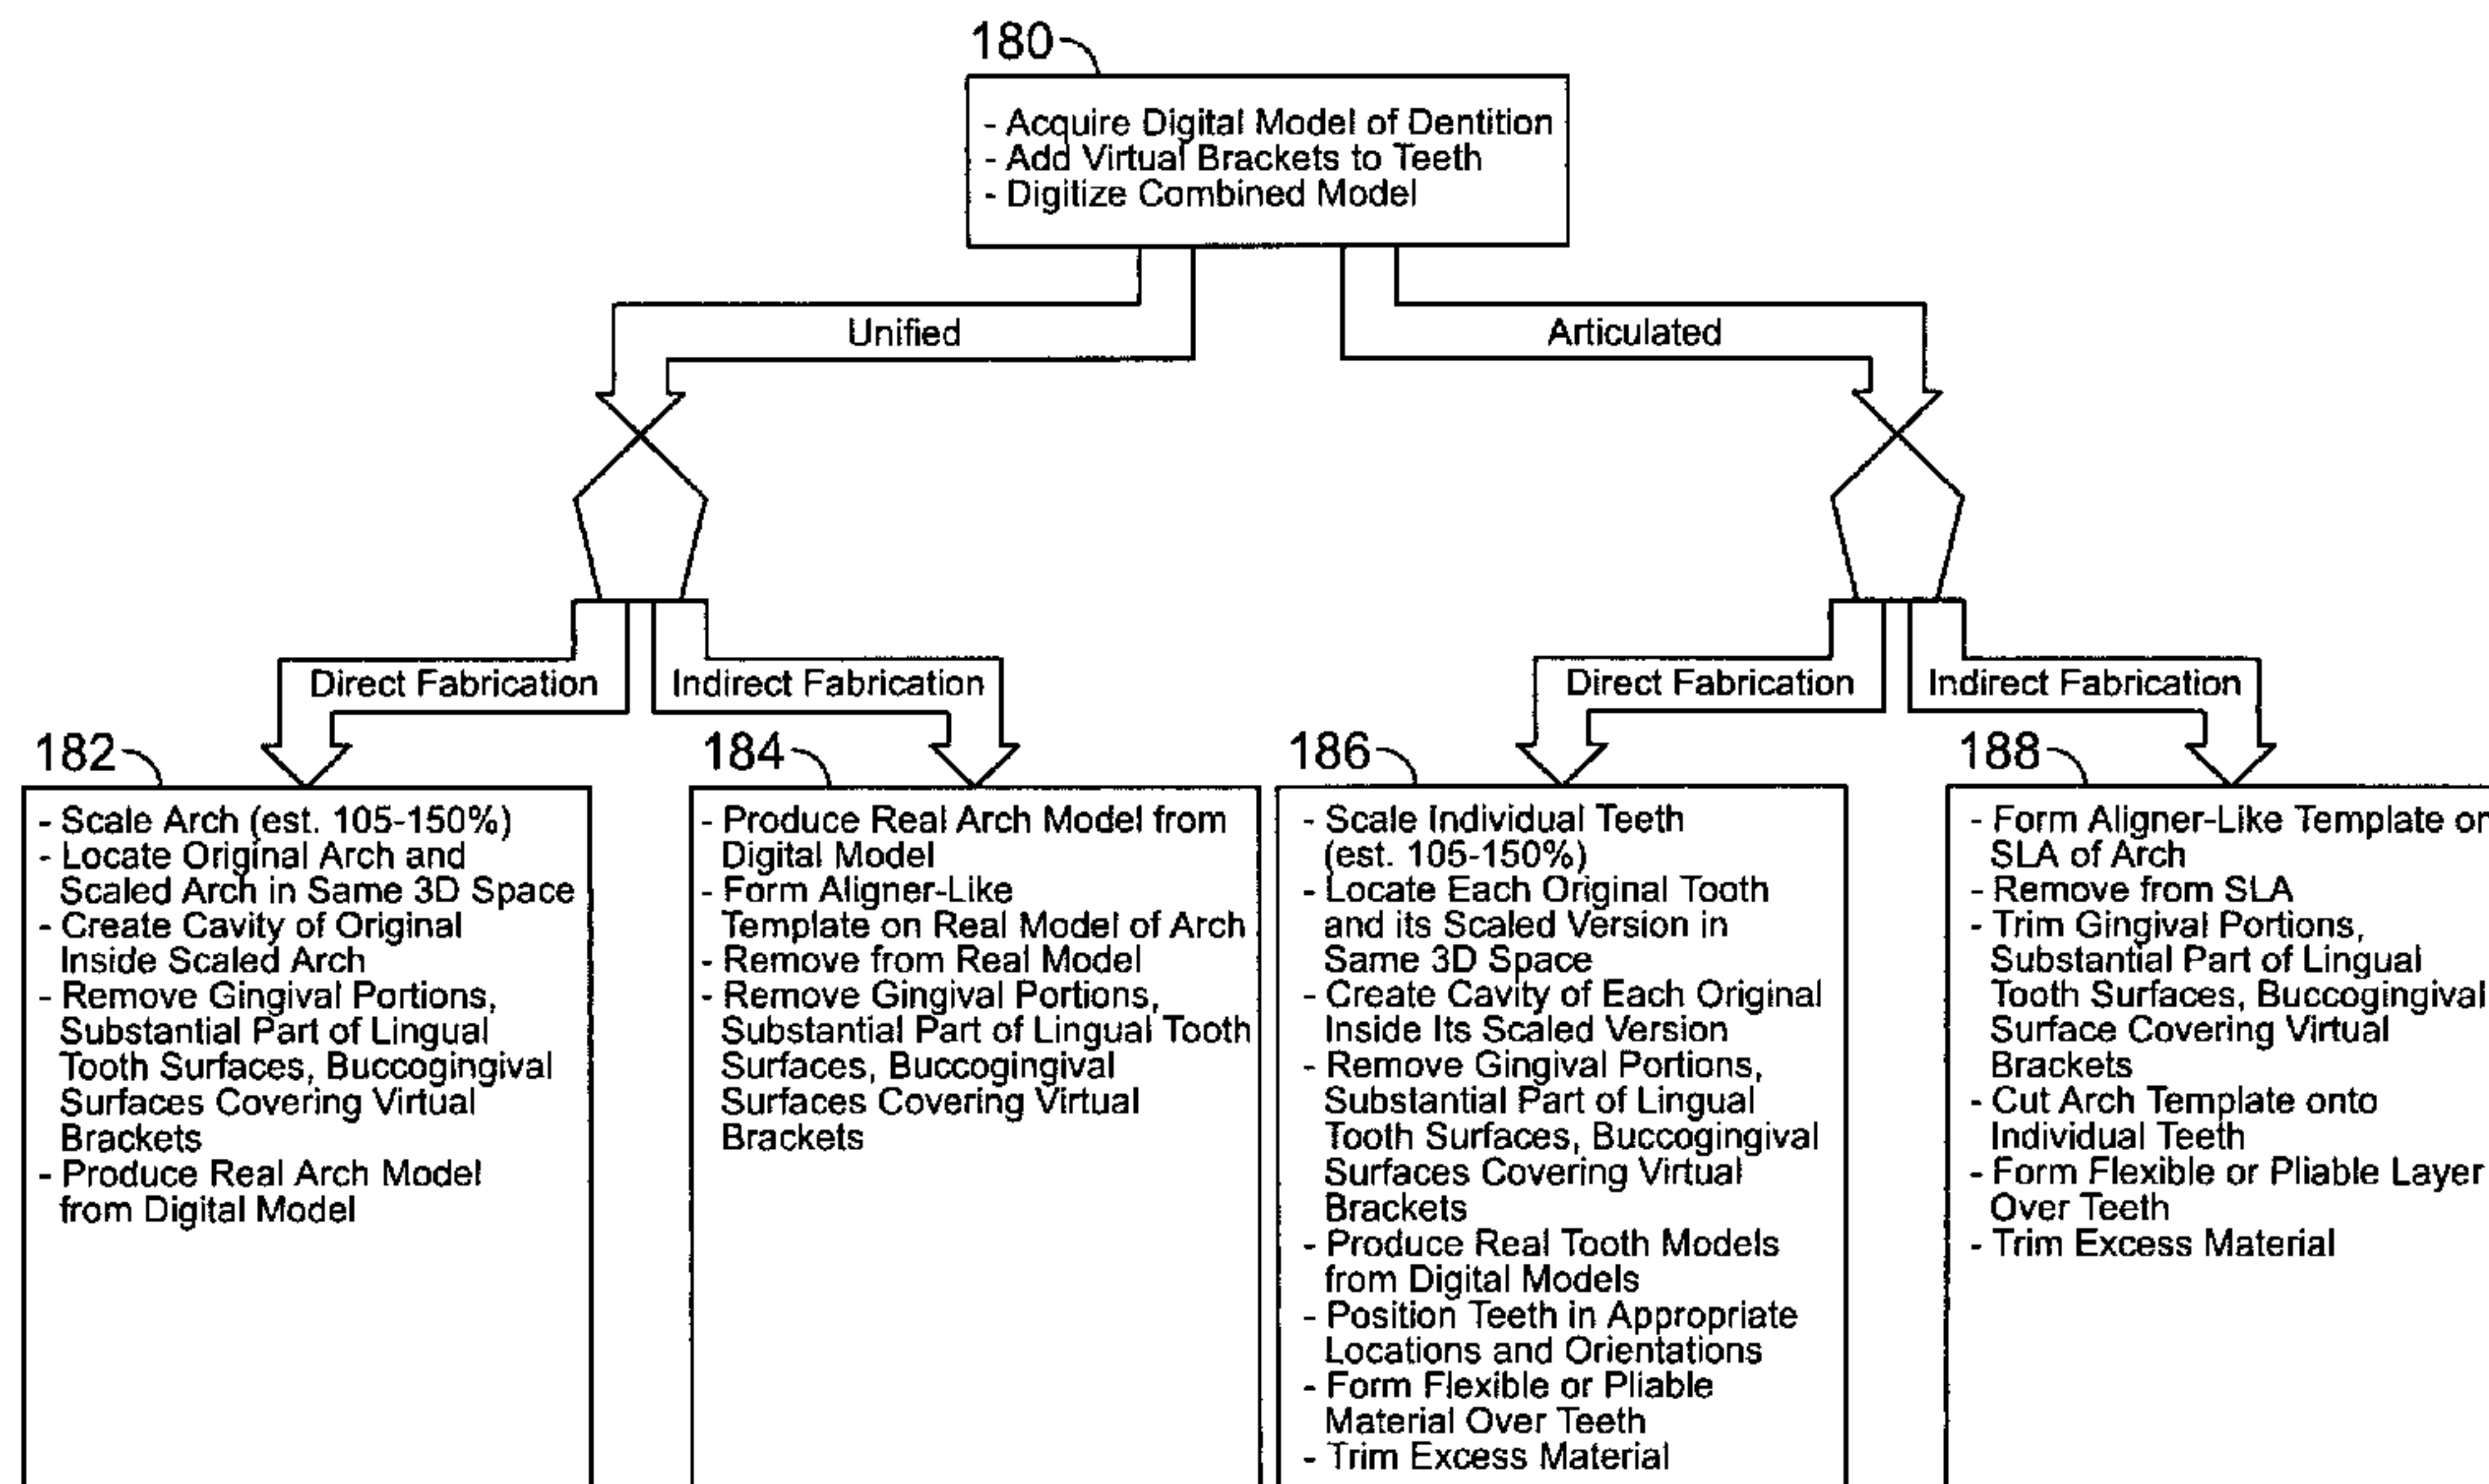 180
- Acquire Digital Model of Dentition
- Add Virtual Brackets to Teeth
- Digitize Combined Model
Unified
Articulated
Direct Fabrication
Indirect Fabrication
Direct Fabrication
Indirect Fabrication
182
- Scale Arch (est. 105-150%)
- Locate Original Arch and
Scaled Arch in Same 3D Space
- Create Cavity of Original
Inside Scaled Arch
- Remove Gingival Portions,
Substantial Part of Lingual
Tooth Surfaces, Buccogingival
Surfaces Covering Virtual
Brackets
- Produce Real Arch Model
from Digital Model
184
- Produce Real Arch Model from
Digital Model
- Form Aligner-Like
Template on Real Model of Arch
- Remove from Real Model
- Remove Gingival Portions,
Substantial Part of Lingual Tooth
Surfaces, Buccogingival
Surfaces Covering Virtual
Brackets
186
- Scale Individual Teeth
(est. 105-150%)
- Locate Each Original Tooth
and its Scaled Version in
Same 3D Space
- Create Cavity of Each Original
Inside Its Scaled Version
- Remove Gingival Portions,
Substantial Part of Lingual
Tooth Surfaces, Buccogingival
Surfaces Covering Virtual
Brackets
- Produce Real Tooth Models
from Digital Models
- Position Teeth in Appropriate
Locations and Orientations
- Form Flexible or Pliable
Material Over Teeth
- Trim Excess Material
188
- Form Aligner-Like Template on
SLA of Arch
- Remove from SLA
- Trim Gingival Portions,
Substantial Part of Lingual
Tooth Surfaces, Buccogingival
Surface Covering Virtual
Brackets
- Cut Arch Template onto
Individual Teeth
- Form Flexible or Pliable Layer
Over Teeth
- Trim Excess Material